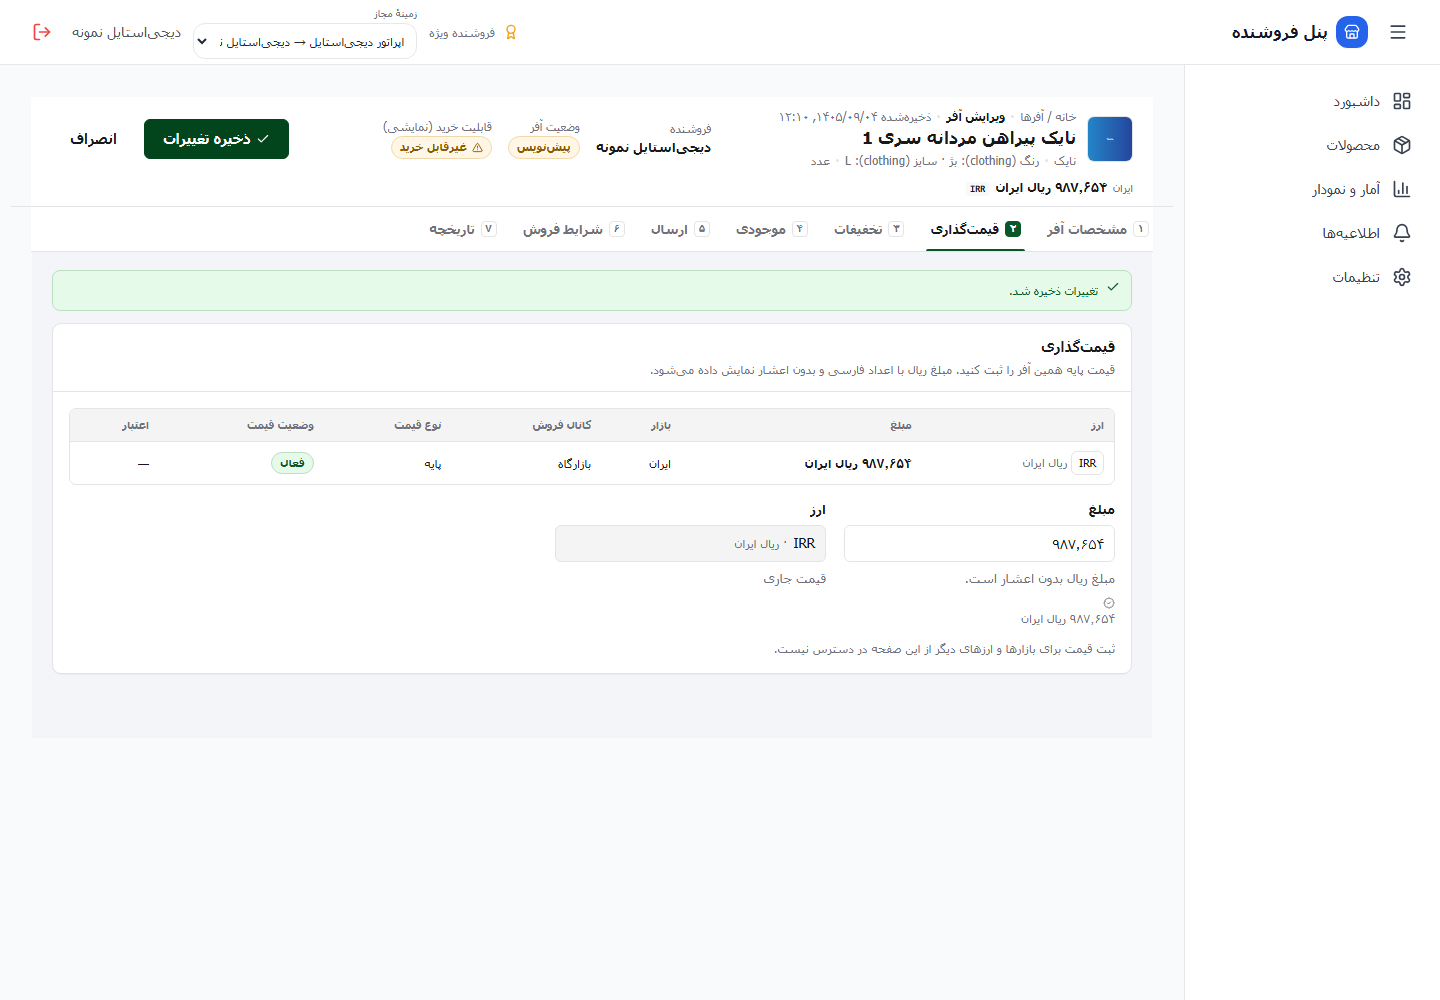 پنل فروشنده
فروشنده ویژه
زمینهٔ مجاز
اپراتور دیجی‌استایل → دیجی‌استایل ن
دیجی‌استایل نمونه
داشبورد
محصولات
آمار و نمودار
اطلاعیه‌ها
تنظیمات
خانه / آفرها · ویرایش آفر · ذخیره‌شده ۱۴۰۵/۰۹/۰۴, ۱۲:۱۰
نایک پیراهن مردانه سری 1
نایک · رنگ (clothing): بژ · سایز (clothing): L · عدد
ایران ۹۸۷,۶۵۴ ریال ایران IRR
فروشنده
دیجی‌استایل نمونه
وضعیت آفر
پیش‌نویس
قابلیت خرید (نمایشی)
غیرقابل خرید
ذخیره تغییرات
انصراف
۱ مشخصات آفر
۲ قیمت‌گذاری
۳ تخفیفات
۴ موجودی
۵ ارسال
۶ شرایط فروش
۷ تاریخچه
تغییرات ذخیره شد.
قیمت‌گذاری
قیمت پایه همین آفر را ثبت کنید. مبلغ ریال با اعداد فارسی و بدون اعشار نمایش داده می‌شود.
ارز مبلغ بازار کانال فروش نوع قیمت وضعیت قیمت اعتبار
IRR ریال ایران ۹۸۷,۶۵۴ ریال ایران ایران بازارگاه پایه فعال —
مبلغ
۹۸۷,۶۵۴
مبلغ ریال بدون اعشار است.
۹۸۷,۶۵۴ ریال ایران
ارز
IRR · ریال ایران
قیمت جاری
ثبت قیمت برای بازارها و ارزهای دیگر از این صفحه در دسترس نیست.